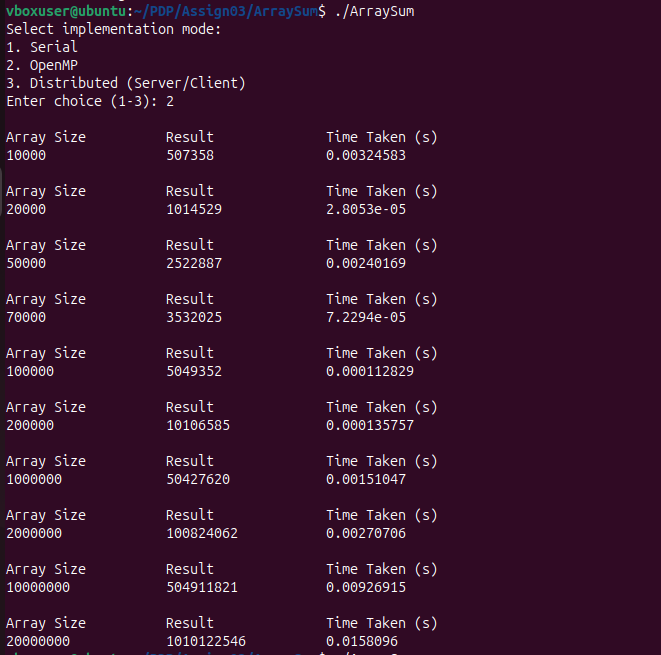 vboxuser@ubuntu:~/PDP/Assign03/ArraySum$ ./ArraySum
Select implementation mode:
1. Serial
2. OpenMP
3. Distributed (Server/Client)
Enter choice (1-3): 2
Array Size Result Time Taken (s)
10000 507358 0.00324583
Array Size Result Time Taken (s)
20000 1014529 2.8053e-05
Array Size Result Time Taken (s)
50000 2522887 0.00240169
Array Size Result Time Taken (s)
70000 3532025 7.2294e-05
Array Size Result Time Taken (s)
100000 5049352 0.000112829
Array Size Result Time Taken (s)
200000 10106585 0.000135757
Array Size Result Time Taken (s)
1000000 50427620 0.00151047
Array Size Result Time Taken (s)
2000000 100824062 0.00270706
Array Size Result Time Taken (s)
10000000 504911821 0.00926915
Array Size Result Time Taken (s)
20000000 1010122546 0.0158096